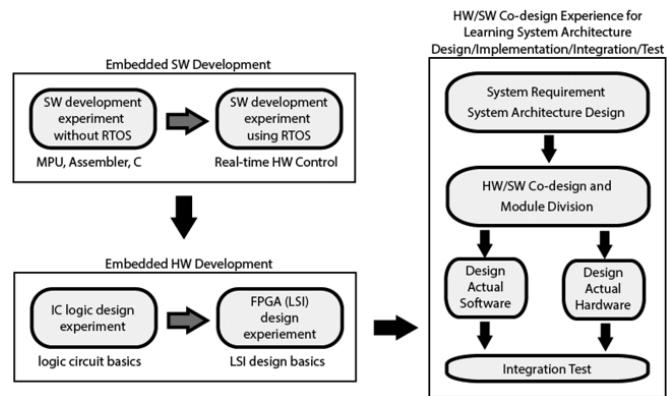 Embedded SW Development
SW development
experiment
without RTOS
SW development
experiment
using RTOS
MPU, Assembler, C
Real-time HW Control
Embedded HW Development
IC logic design
experiment
FPGA (LSI)
design
experiement
logic circuit basics
LSI design basics
HW/SW Co-design Experience for
Learning System Architecture
Design/Implementation/Integration/Test
System Requirement
System Architecture Design
HW/SW Co-design and
Module Division
Design
Actual
Software
Design
Actual
Hardware
Integration Test